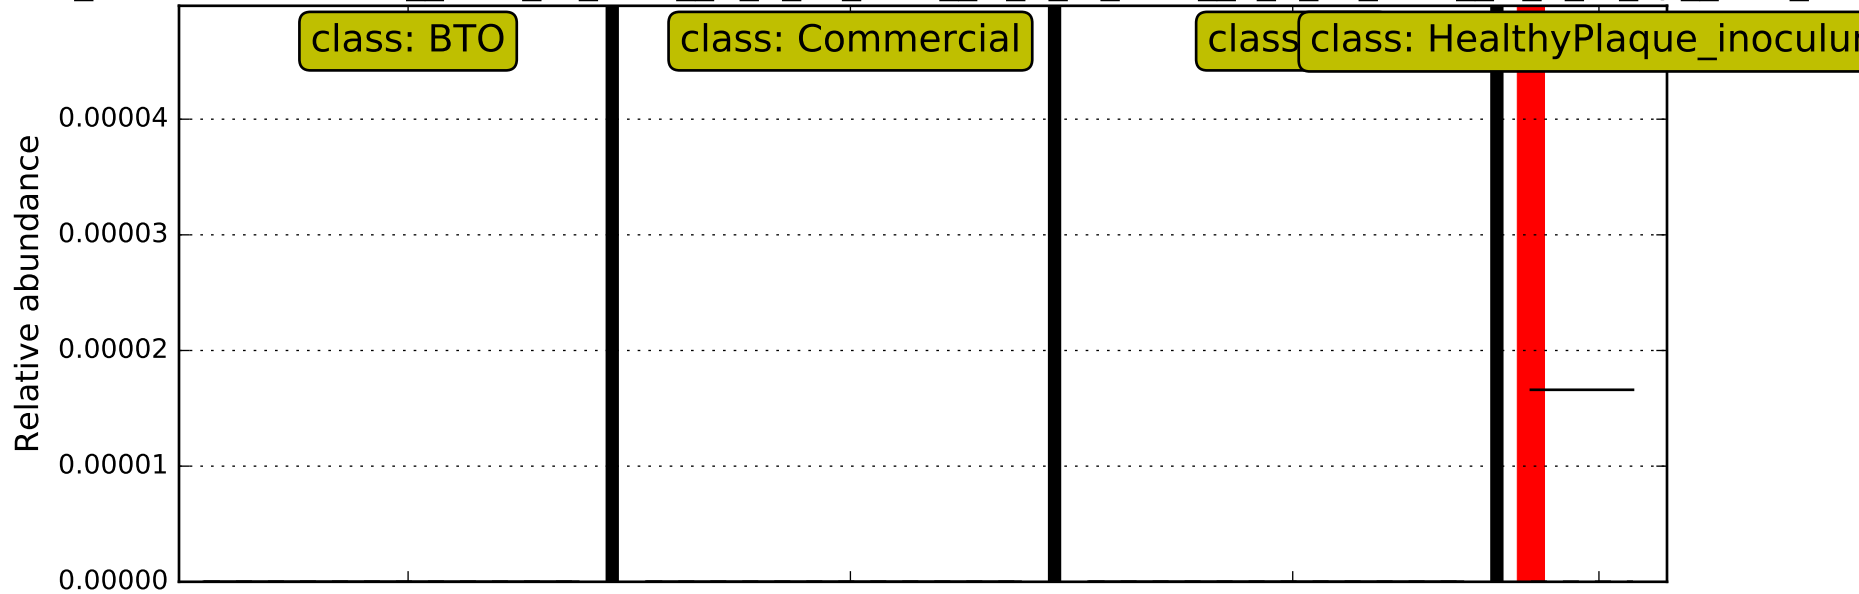 class: BTO
class: Commercial
class
class: HealthyPlaque_inoculu
0.00004
0.00003
0.00002
0.00001
0.00000
Relative abundance